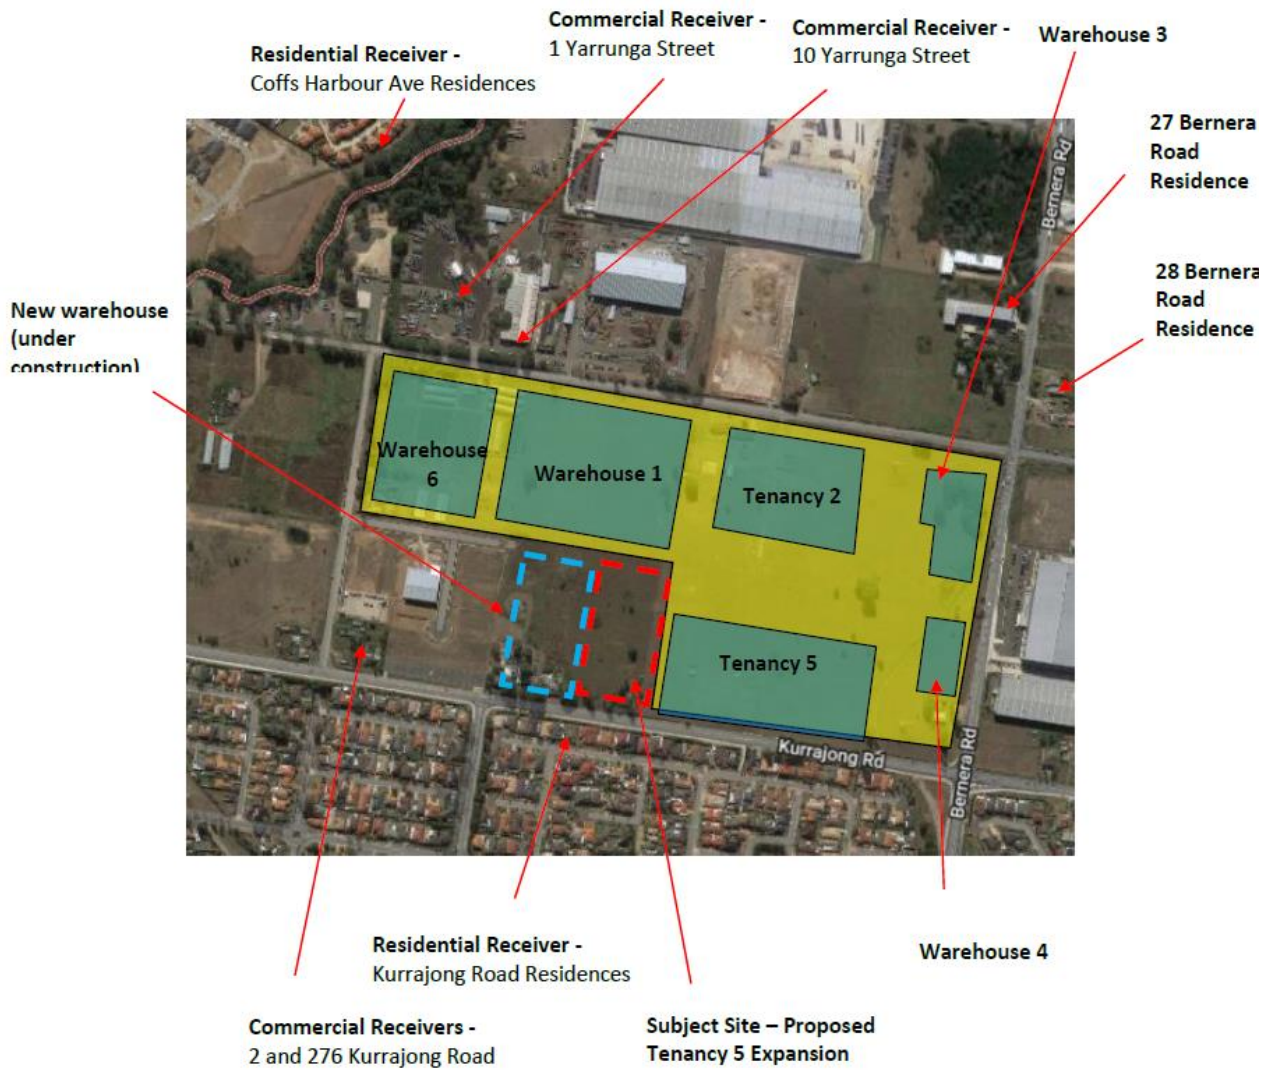 Commercial Receiver -
1 Yarrunga Street
Commercial Receiver -
10 Yarrunga Street
Warehouse 3
Residential Receiver -
Coffs Harbour Ave Residences
27 Bernera
Road
Residence
Bernera Rd
28 Bernera
Road
Residence
New warehouse
(under
construction)
Warehouse
6
Warehouse 1
Tenancy 2
Tenancy 5
Kurrajong Rd
Bernera Rd
Residential Receiver -
Kurrajong Road Residences
Warehouse 4
Commercial Receivers -
2 and 276 Kurrajong Road
Subject Site – Proposed
Tenancy 5 Expansion